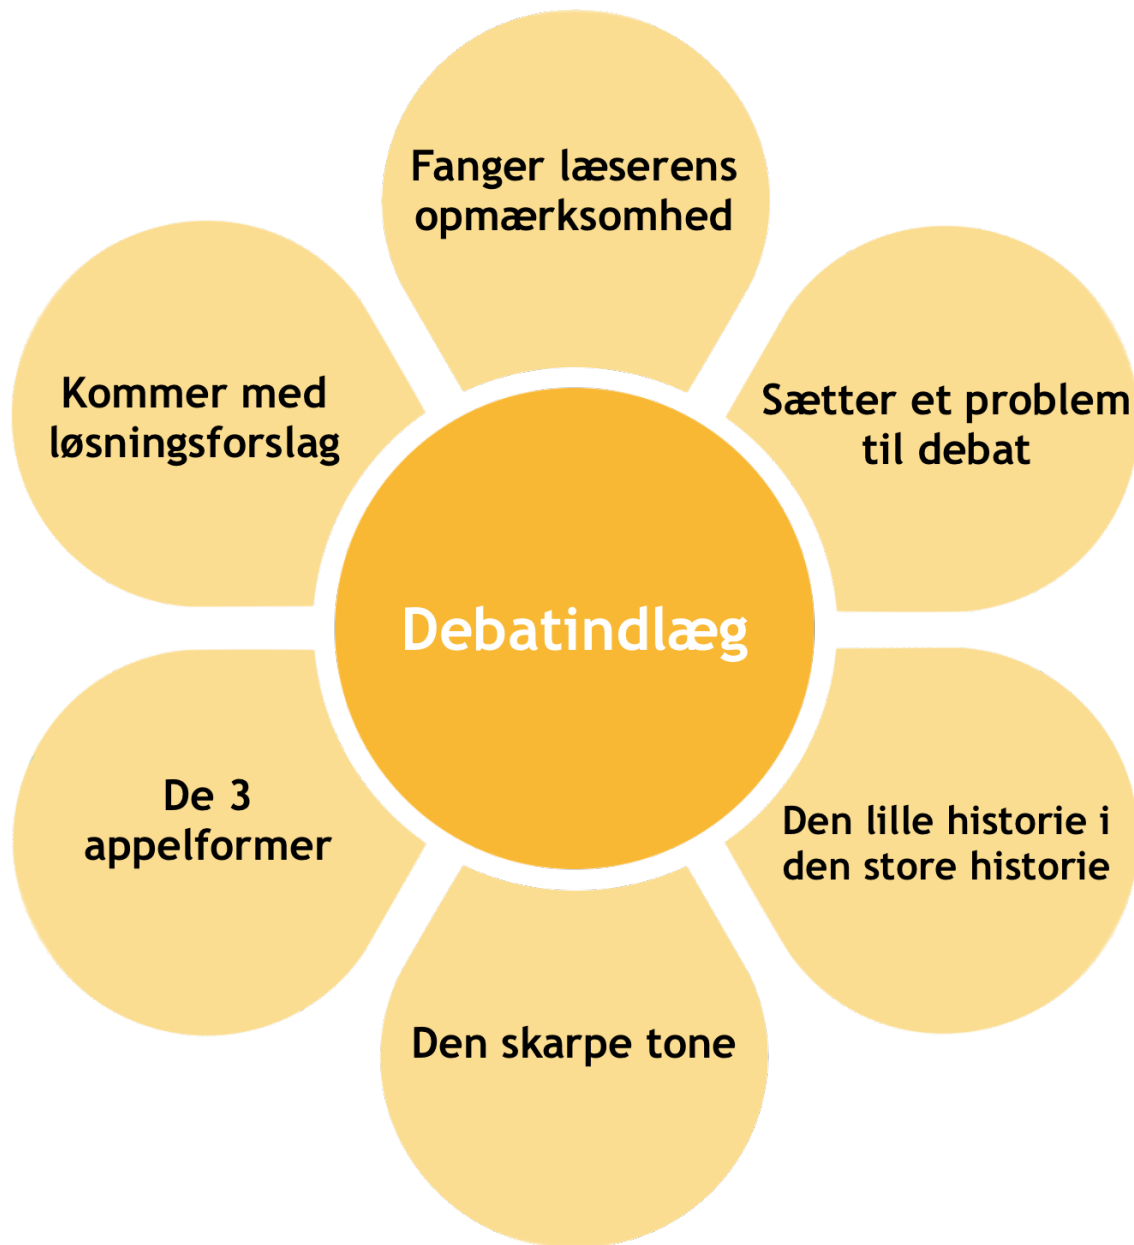 Fanger læserens
opmærksomhed
Sætter et problem
til debat
Den lille historie i
den store historie
Den skarpe tone
De 3
appelformer
Kommer med
løsningsforslag
Debatindlæg